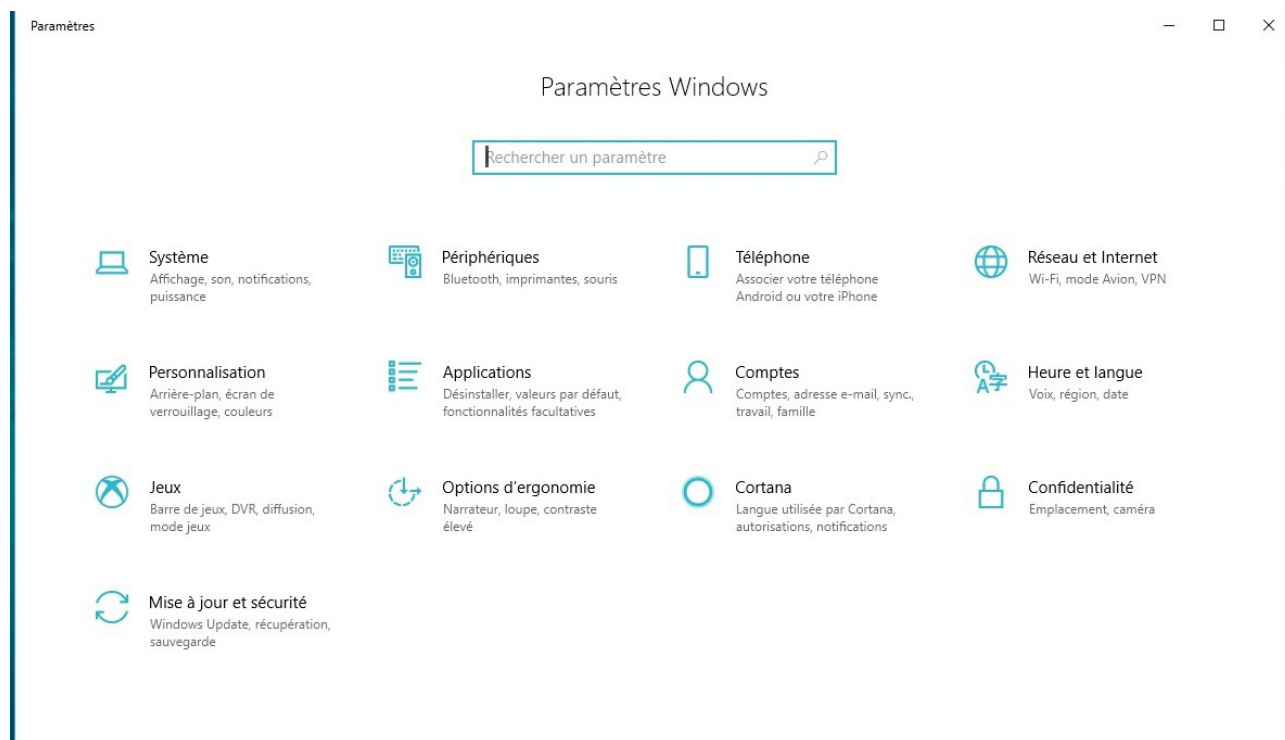 Paramètres
Paramètres Windows
Rechercher un paramètre
Système
Affichage, son, notifications,
puissance
Périphériques
Bluetooth, imprimantes, souris
Téléphone
Associer votre téléphone
Android ou votre iPhone
Réseau et Internet
Wi-Fi, mode Avion, VPN
Personnalisation
Arrière-plan, écran de
verrouillage, couleurs
Applications
Désinstaller, valeurs par défaut,
fonctionnalités facultatives
Comptes
Comptes, adresse e-mail, sync.,
travail, famille
Heure et langue
Voix, région, date
Jeux
Barre de jeux, DVR, diffusion,
mode jeux
Options d'ergonomie
Narrateur, loupe, contraste
élevé
Cortana
Langue utilisée par Cortana,
autorisations, notifications
Confidentialité
Emplacement, caméra
Mise à jour et sécurité
Windows Update, récupération,
sauvegarde